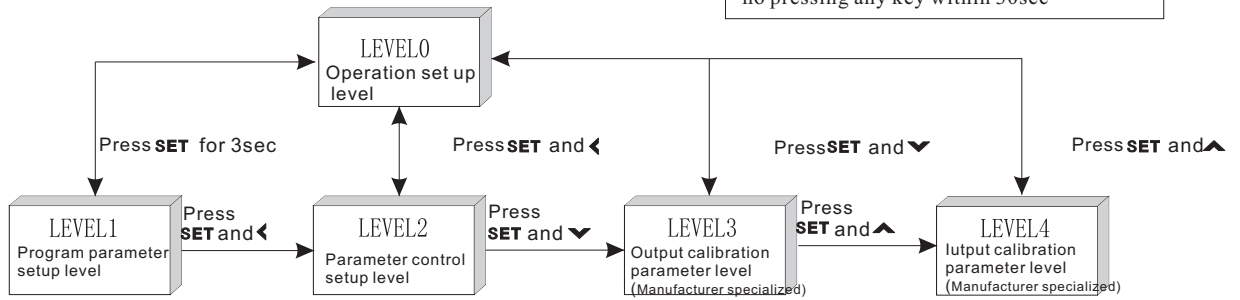 no pressing any key within 30sec
LEVEL0
Operation set up
level
Press SET for 3sec
Press SET and <
PressSET and ⌄
Press SET and ⌃
LEVEL1
Program parameter
setup level
Press
SET and <
LEVEL2
Parameter control
setup level
Press
SET and ⌄
LEVEL3
Output calibration
parameter level
(Manufacturer specialized)
Press
SET and ⌃
LEVEL4
Iutput calibration
parameter level
(Manufacturer specialized)